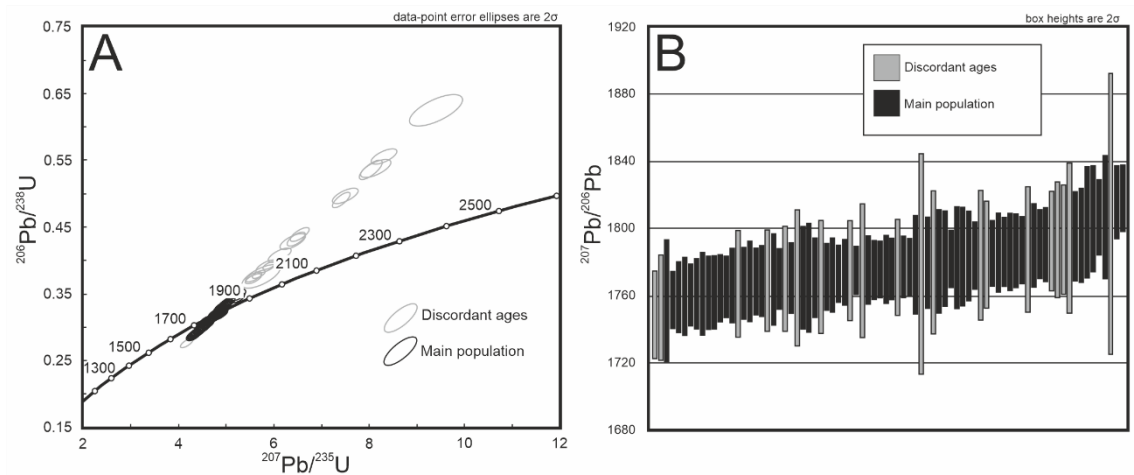 data-point error ellipses are 2σ
A
0.75
0.65
0.55
0.45
0.35
0.25
0.15
²⁰⁶Pb/²³⁸U
1300
1500
1700
1900
2100
2300
2500
Discordant ages
Main population
2
4
6
8
10
12
²⁰⁷Pb/²³⁵U
box heights are 2σ
B
1920
1880
1840
1800
1760
1720
1680
²⁰⁷Pb/²⁰⁶Pb
Discordant ages
Main population